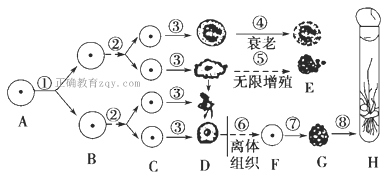 ③ ④
衰老
② ③ ⑤
正确教育zqy.com 无限增殖
① E
A ② ③
B ③ ⑥ ⑦ ⑧
C D 离体 F G H
组织